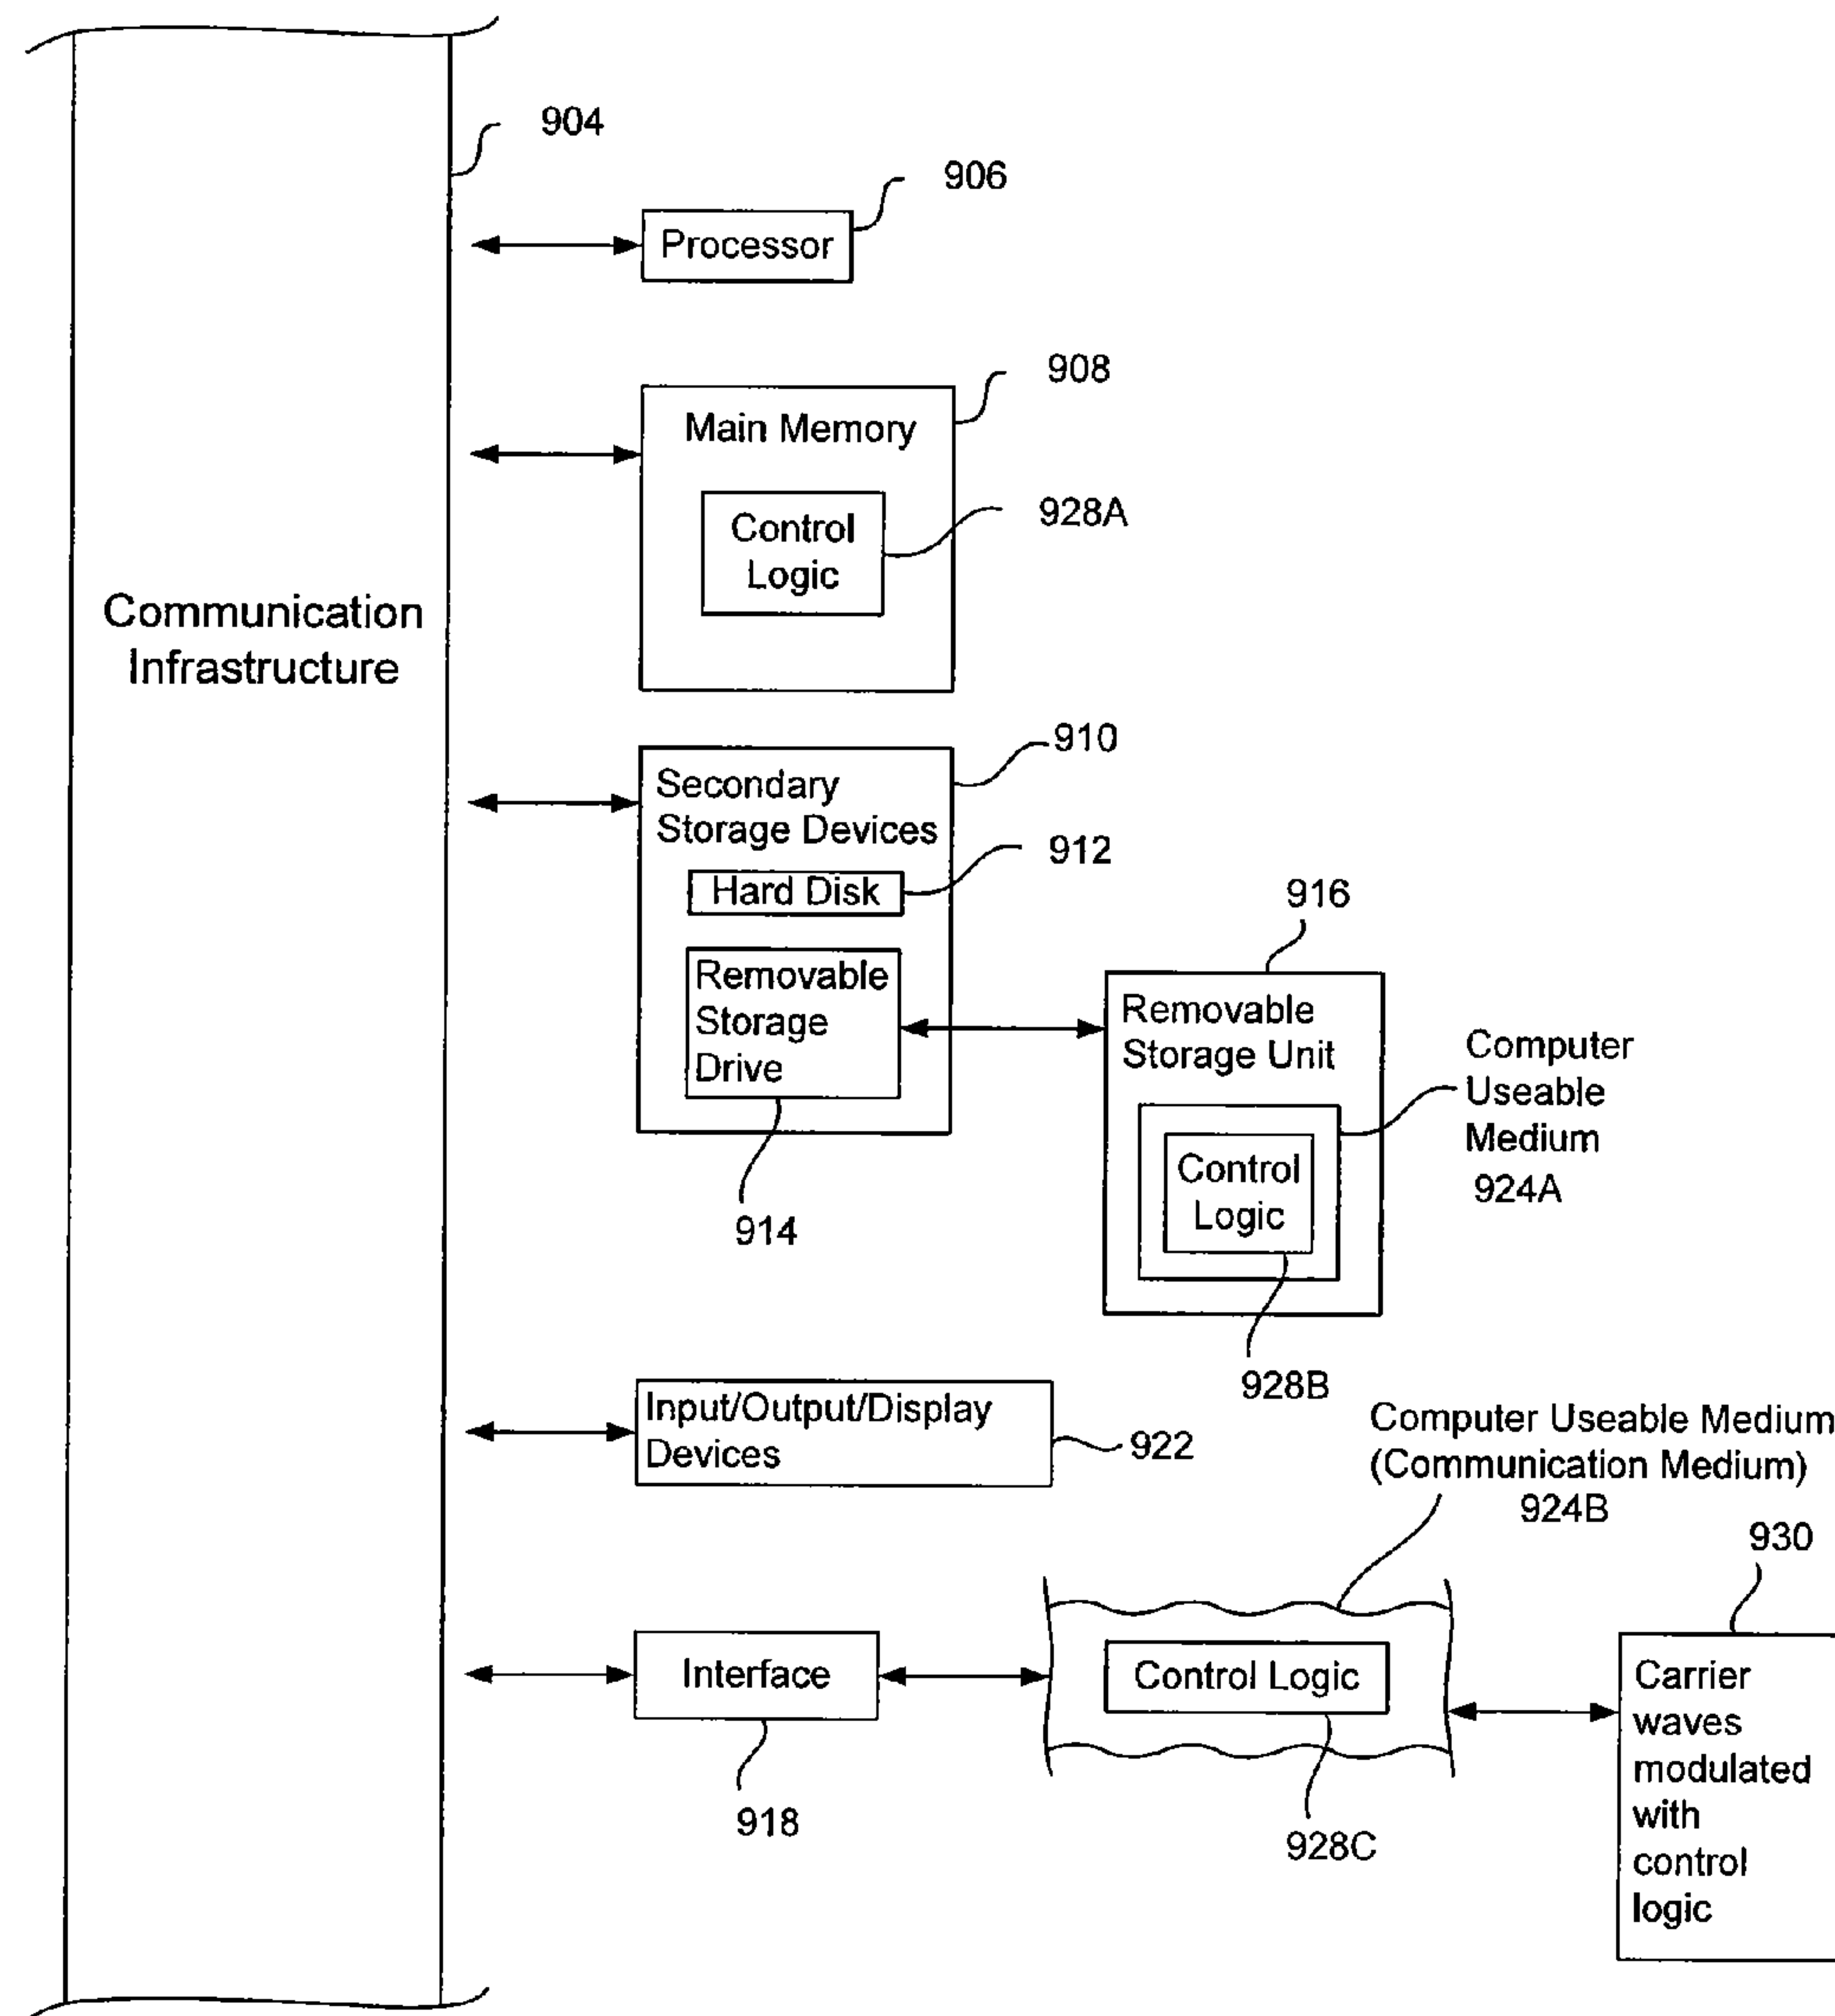 904
906
Processor
908
Main Memory
Control
Logic
928A
Communication
Infrastructure
910
Secondary
Storage Devices
912
Hard Disk
916
Removable
Storage
Drive
Removable
Storage Unit
Computer
Useable
Medium
924A
Control
Logic
914
928B
Input/Output/Display
Devices
922
Computer Useable Medium
(Communication Medium)
924B
930
Interface
Control Logic
Carrier
waves
modulated
with
control
logic
918
928C